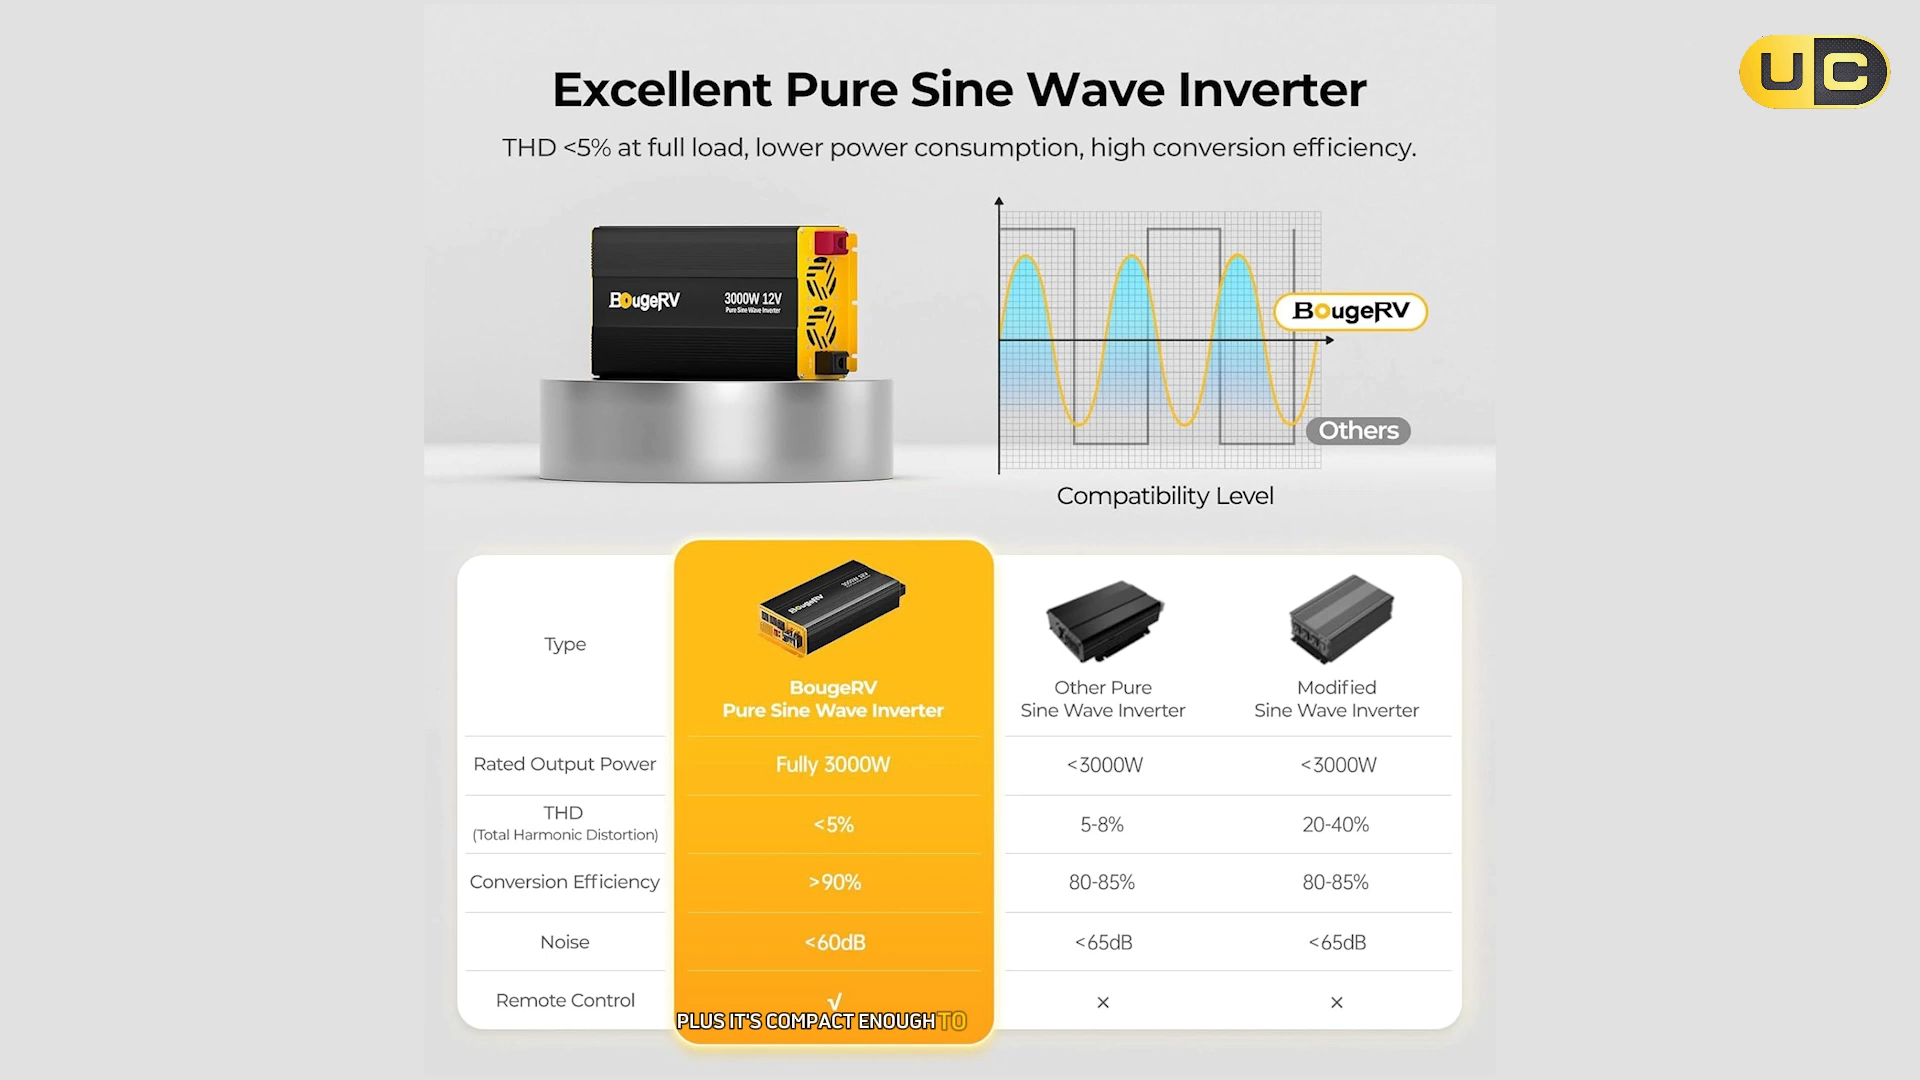 Excellent Pure Sine Wave Inverter
UC
THD <5% at full load, lower power consumption, high conversion efficiency.
BougeRV
3000W 12V
Pure Sine Wave Inverter
BougeRV
Others
Compatibility Level
Type
BougeRV
3000W 12V
BougeRV
Pure Sine Wave Inverter
Other Pure
Sine Wave Inverter
Modified
Sine Wave Inverter
Rated Output Power
Fully 3000W
<3000W
<3000W
THD
(Total Harmonic Distortion)
<5%
5-8%
20-40%
Conversion Efficiency
>90%
80-85%
80-85%
Noise
<60dB
<65dB
<65dB
Remote Control
√
×
×
PLUS IT'S COMPACT ENOUGH TO